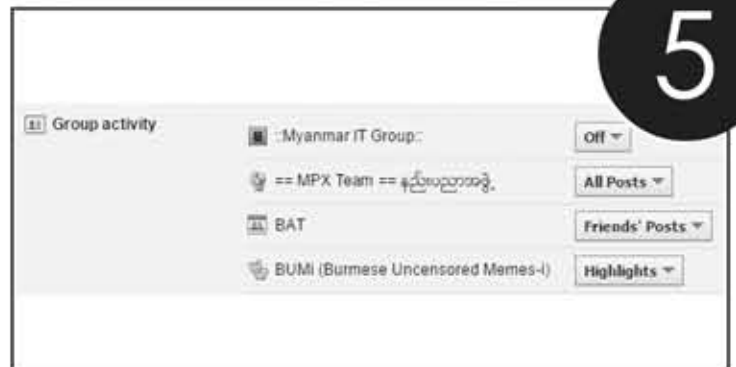 5
Group activity
::Myanmar IT Group:: Off
== MPX Team == နည်းပညာအဖွဲ့ All Posts
BAT Friends' Posts
BUMi (Burmese Uncensored Memes-i) Highlights